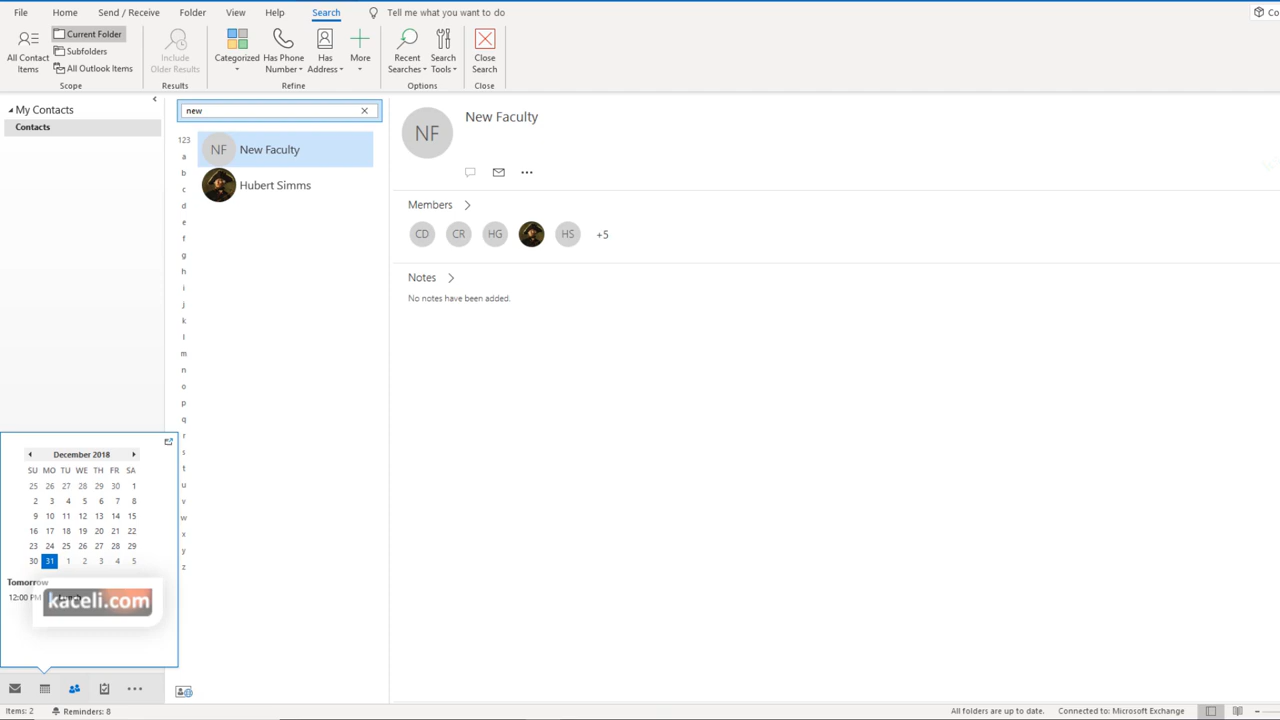 File Home Send / Receive Folder View Help Search Tell me what you want to do
All Contact Items
Current Folder
Subfolders
All Outlook Items
Scope
Include Older Results
Results
Categorized
Has Phone Number
Has Address
More
Refine
Recent Searches
Search Tools
Options
Close Search
Close
My Contacts
Contacts
new
123
a
b
c
d
e
f
g
h
i
j
k
l
m
n
o
p
q
r
s
t
u
v
w
x
y
z
NF New Faculty
Hubert Simms
NF
New Faculty
Members
CD CR HG HS +5
Notes
No notes have been added.
December 2018
SU MO TU WE TH FR SA
25 26 27 28 29 30 1
2 3 4 5 6 7 8
9 10 11 12 13 14 15
16 17 18 19 20 21 22
23 24 25 26 27 28 29
30 31 1 2 3 4 5
Tomorrow
12:00 PM
kaceli.com
Items: 2 Reminders: 8
All folders are up to date. Connected to: Microsoft Exchange